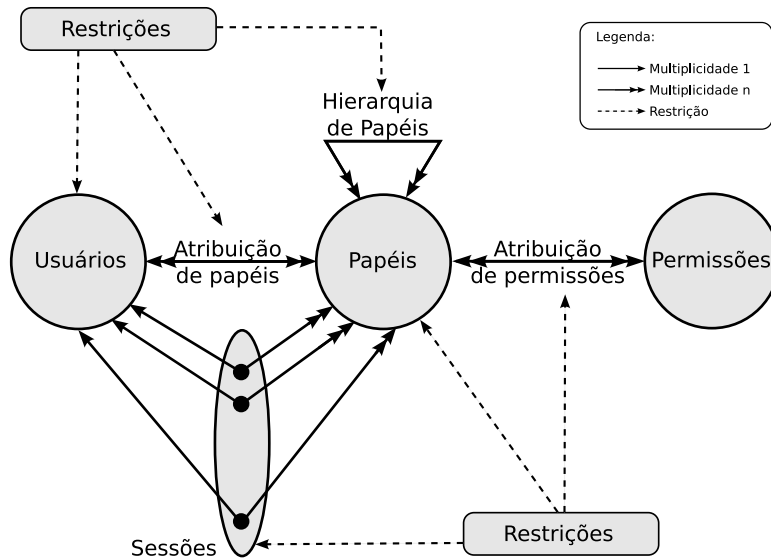 Restrições
Legenda:
Multiplicidade 1
Multiplicidade n
Restrição
Hierarquia
de Papéis
Usuários
Atribuição
de papéis
Papéis
Atribuição
de permissões
Permissões
Sessões
Restrições